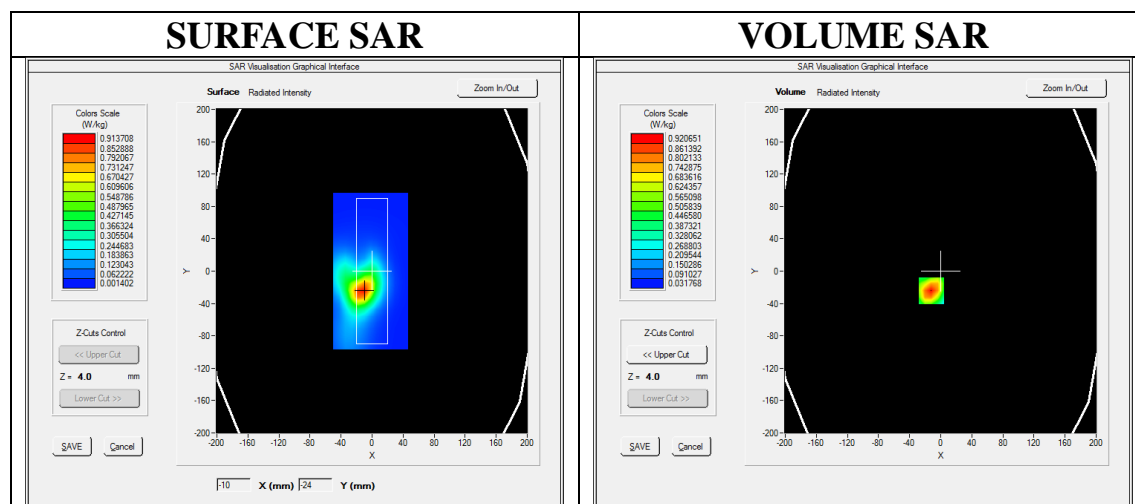 SURFACE SAR
SAR Visualisation Graphical Interface
Surface Radiated Intensity
Zoom In/Out
Colors Scale
(W/kg)
0.913708
0.852888
0.792067
0.731247
0.670427
0.609606
0.548786
0.487965
0.427145
0.366324
0.305504
0.244683
0.183863
0.123043
0.062222
0.001402
200
160
120
80
40
0
-40
-80
-120
-160
-200
Y
-200 -160 -120 -80 -40 0 40 80 120 160 200
X
Z-Cuts Control
<< Upper Cut
Z = 4.0 mm
Lower Cut >>
SAVE Cancel
-10 X (mm) -24 Y (mm)
VOLUME SAR
SAR Visualisation Graphical Interface
Volume Radiated Intensity
Zoom In/Out
Colors Scale
(W/kg)
0.920651
0.861392
0.802133
0.742875
0.683616
0.624357
0.565098
0.505839
0.446580
0.387321
0.328062
0.268803
0.209544
0.150286
0.091027
0.031768
200
160
120
80
40
0
-40
-80
-120
-160
-200
Y
-200 -160 -120 -80 -40 0 40 80 120 160 200
X
Z-Cuts Control
<< Upper Cut
Z = 4.0 mm
Lower Cut >>
SAVE Cancel